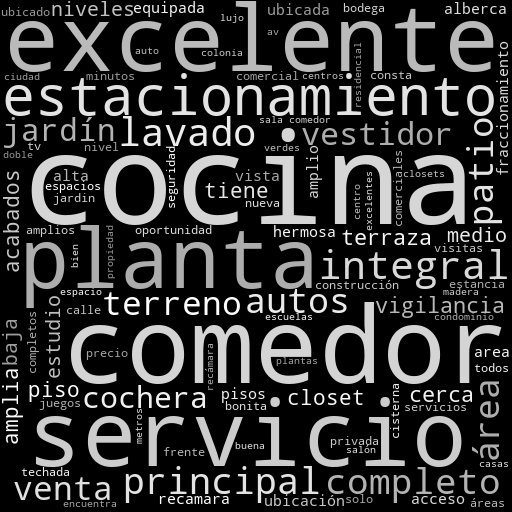 ubicado niveles equipada lujo ubicada bodega alberca
excelente
ciudad auto colonia av residencial
minutos comercial centros consta
estacionamiento
fraccionamiento
jardín lavado sala comedor vestidor
doble tv nivel verdes patio
cocina
acabados alta espacios jardin seguridad tiene vista nueva amplio closets
centro excelentes comerciales
amplios oportunidad hermosa terraza medio
planta bien propiedad visitas
integral construcción estancia
espacio terreno autos madera
completos estudio calle escuelas vigilancia condominio
baja comedor
precio recámara plantas area
amplia piso cochera pisos closet cerca todos
juegos bonita cisterna servicios área
servicio
metros frente buena privada salón casas
techada principal completo
venta recamara ubicación solo acceso áreas
encuentra